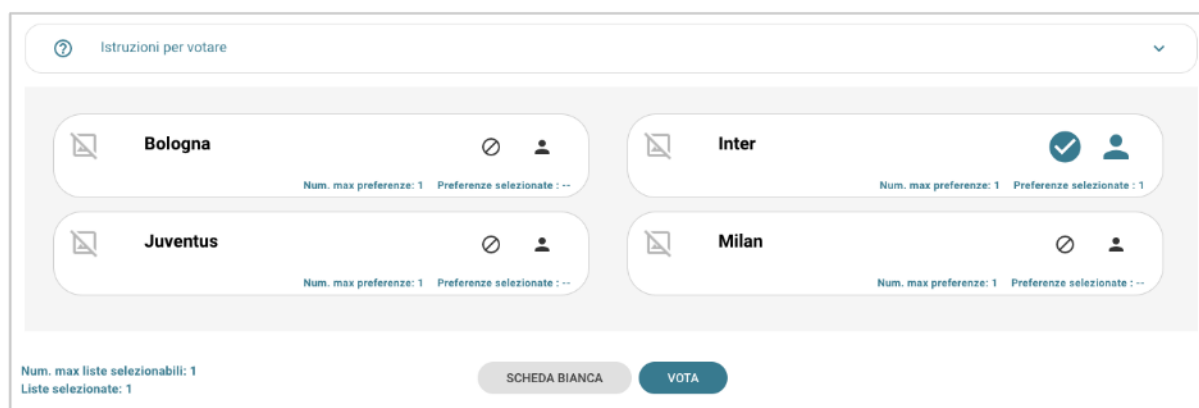 Istruzioni per votare
Bologna
Num. max preferenze: 1 Preferenze selezionate : --
Inter
Num. max preferenze: 1 Preferenze selezionate : 1
Juventus
Num. max preferenze: 1 Preferenze selezionate : --
Milan
Num. max preferenze: 1 Preferenze selezionate : --
Num. max liste selezionabili: 1
Liste selezionate: 1
SCHEDA BIANCA
VOTA